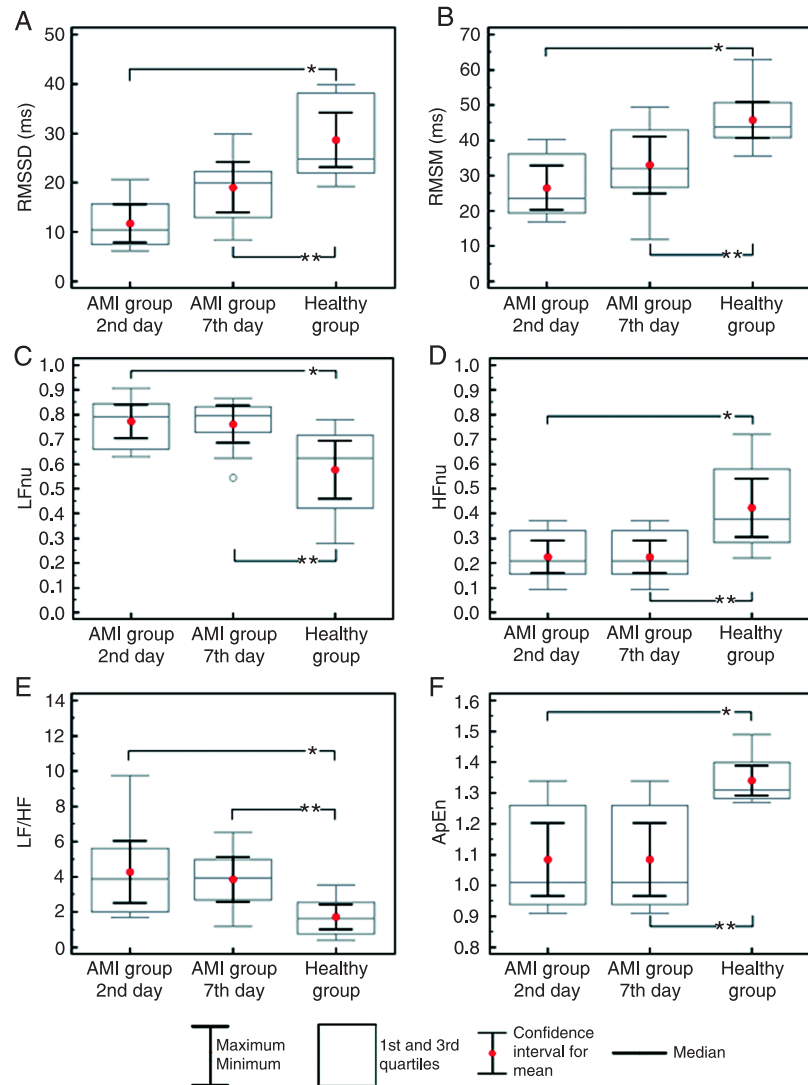 A
RMSSD (ms)
50
40
30
20
10
0
*
**
AMI group
2nd day
AMI group
7th day
Healthy
group
B
RMSM (ms)
70
60
50
40
30
20
10
0
*
**
AMI group
2nd day
AMI group
7th day
Healthy
group
C
LFnu
1.0
0.9
0.8
0.7
0.6
0.5
0.4
0.3
0.2
0.1
0.0
*
**
AMI group
2nd day
AMI group
7th day
Healthy
group
D
HFnu
1.0
0.9
0.8
0.7
0.6
0.5
0.4
0.3
0.2
0.1
0.0
*
**
AMI group
2nd day
AMI group
7th day
Healthy
group
E
LF/HF
14
12
10
8
6
4
2
0
*
**
AMI group
2nd day
AMI group
7th day
Healthy
group
F
ApEn
1.6
1.5
1.4
1.3
1.2
1.1
1.0
0.9
0.8
*
**
AMI group
2nd day
AMI group
7th day
Healthy
group
Maximum
Minimum
1st and 3rd
quartiles
Confidence
interval for
mean
Median